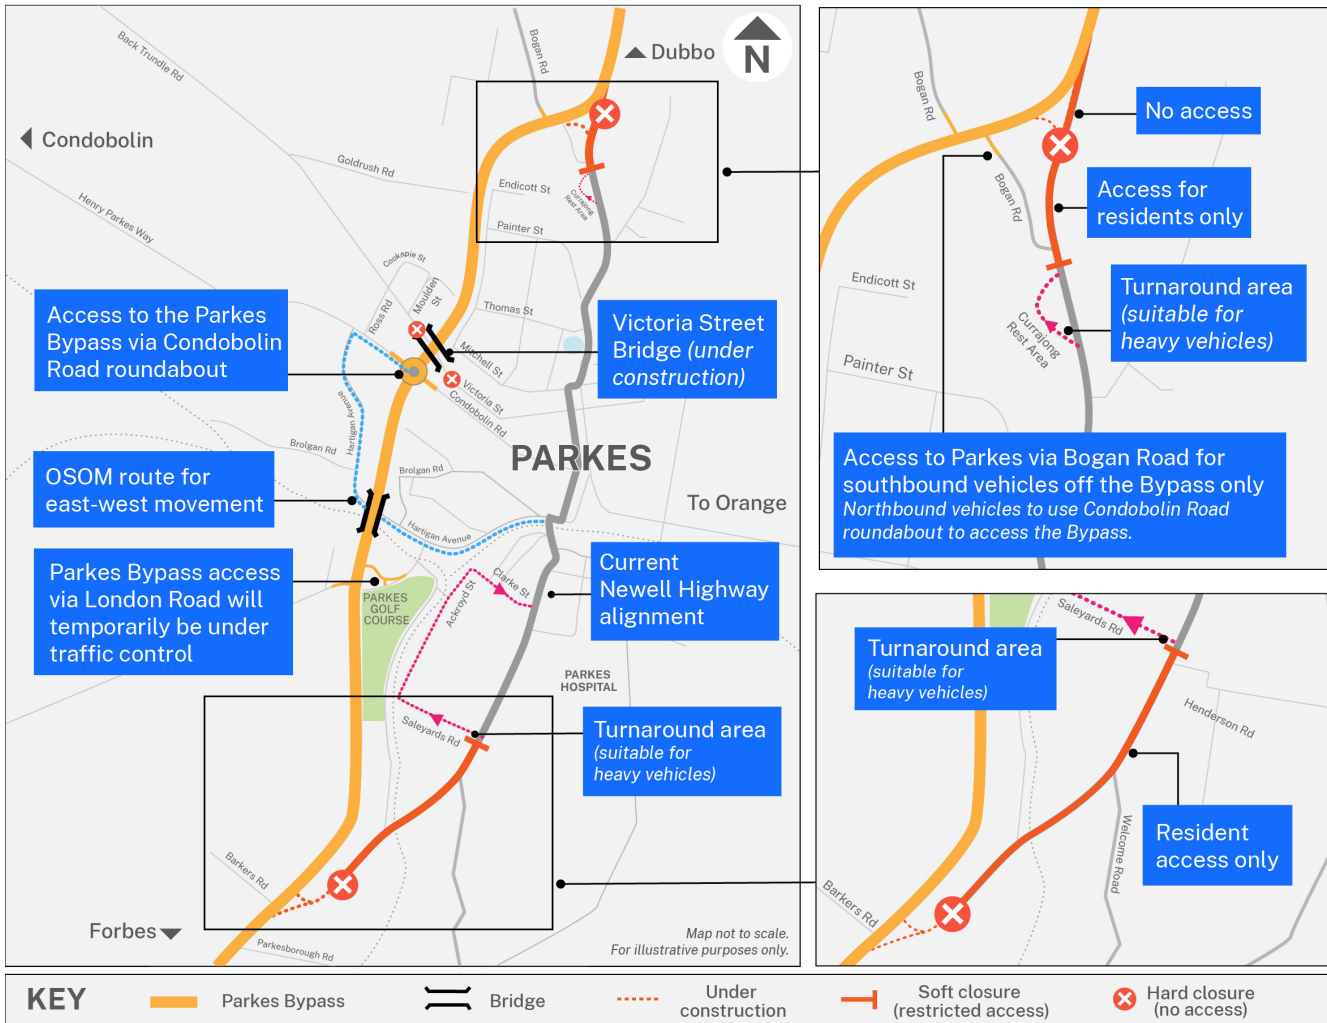 Back Trundle Rd
Bogan Rd
Dubbo
N
Condobolin
Goldrush Rd
Henry Parkes Way
Endicott St
Currajong
Rest Area
Painter St
Cookapie St
Moulden
St
Ross Rd
Thomas St
Access to the Parkes
Bypass via Condobolin
Road roundabout
Victoria Street
Bridge (under
construction)
Mitchell St
Victoria St
Condobolin Rd
Hartigan Avenue
Brolgan Rd
PARKES
Brolgan Rd
OSOM route for
east-west movement
To Orange
Hartigan Avenue
Parkes Bypass access
via London Road will
temporarily be under
traffic control
PARKES
GOLF
COURSE
Ackroyd St
Clarke St
Current
Newell Highway
alignment
PARKES
HOSPITAL
Saleyards Rd
Turnaround area
(suitable for
heavy vehicles)
Barkers Rd
Forbes
Parkesborough Rd
Map not to scale.
For illustrative purposes only.
Bogan Rd
No access
Bogan Rd
Access for
residents only
Endicott St
Currajong
Rest Area
Turnaround area
(suitable for
heavy vehicles)
Painter St
Access to Parkes via Bogan Road for
southbound vehicles off the Bypass only
Northbound vehicles to use Condobolin Road
roundabout to access the Bypass.
Saleyards Rd
Turnaround area
(suitable for
heavy vehicles)
Henderson Rd
Welcome Road
Resident
access only
Barkers Rd
KEY
Parkes Bypass
Bridge
Under
construction
Soft closure
(restricted access)
Hard closure
(no access)